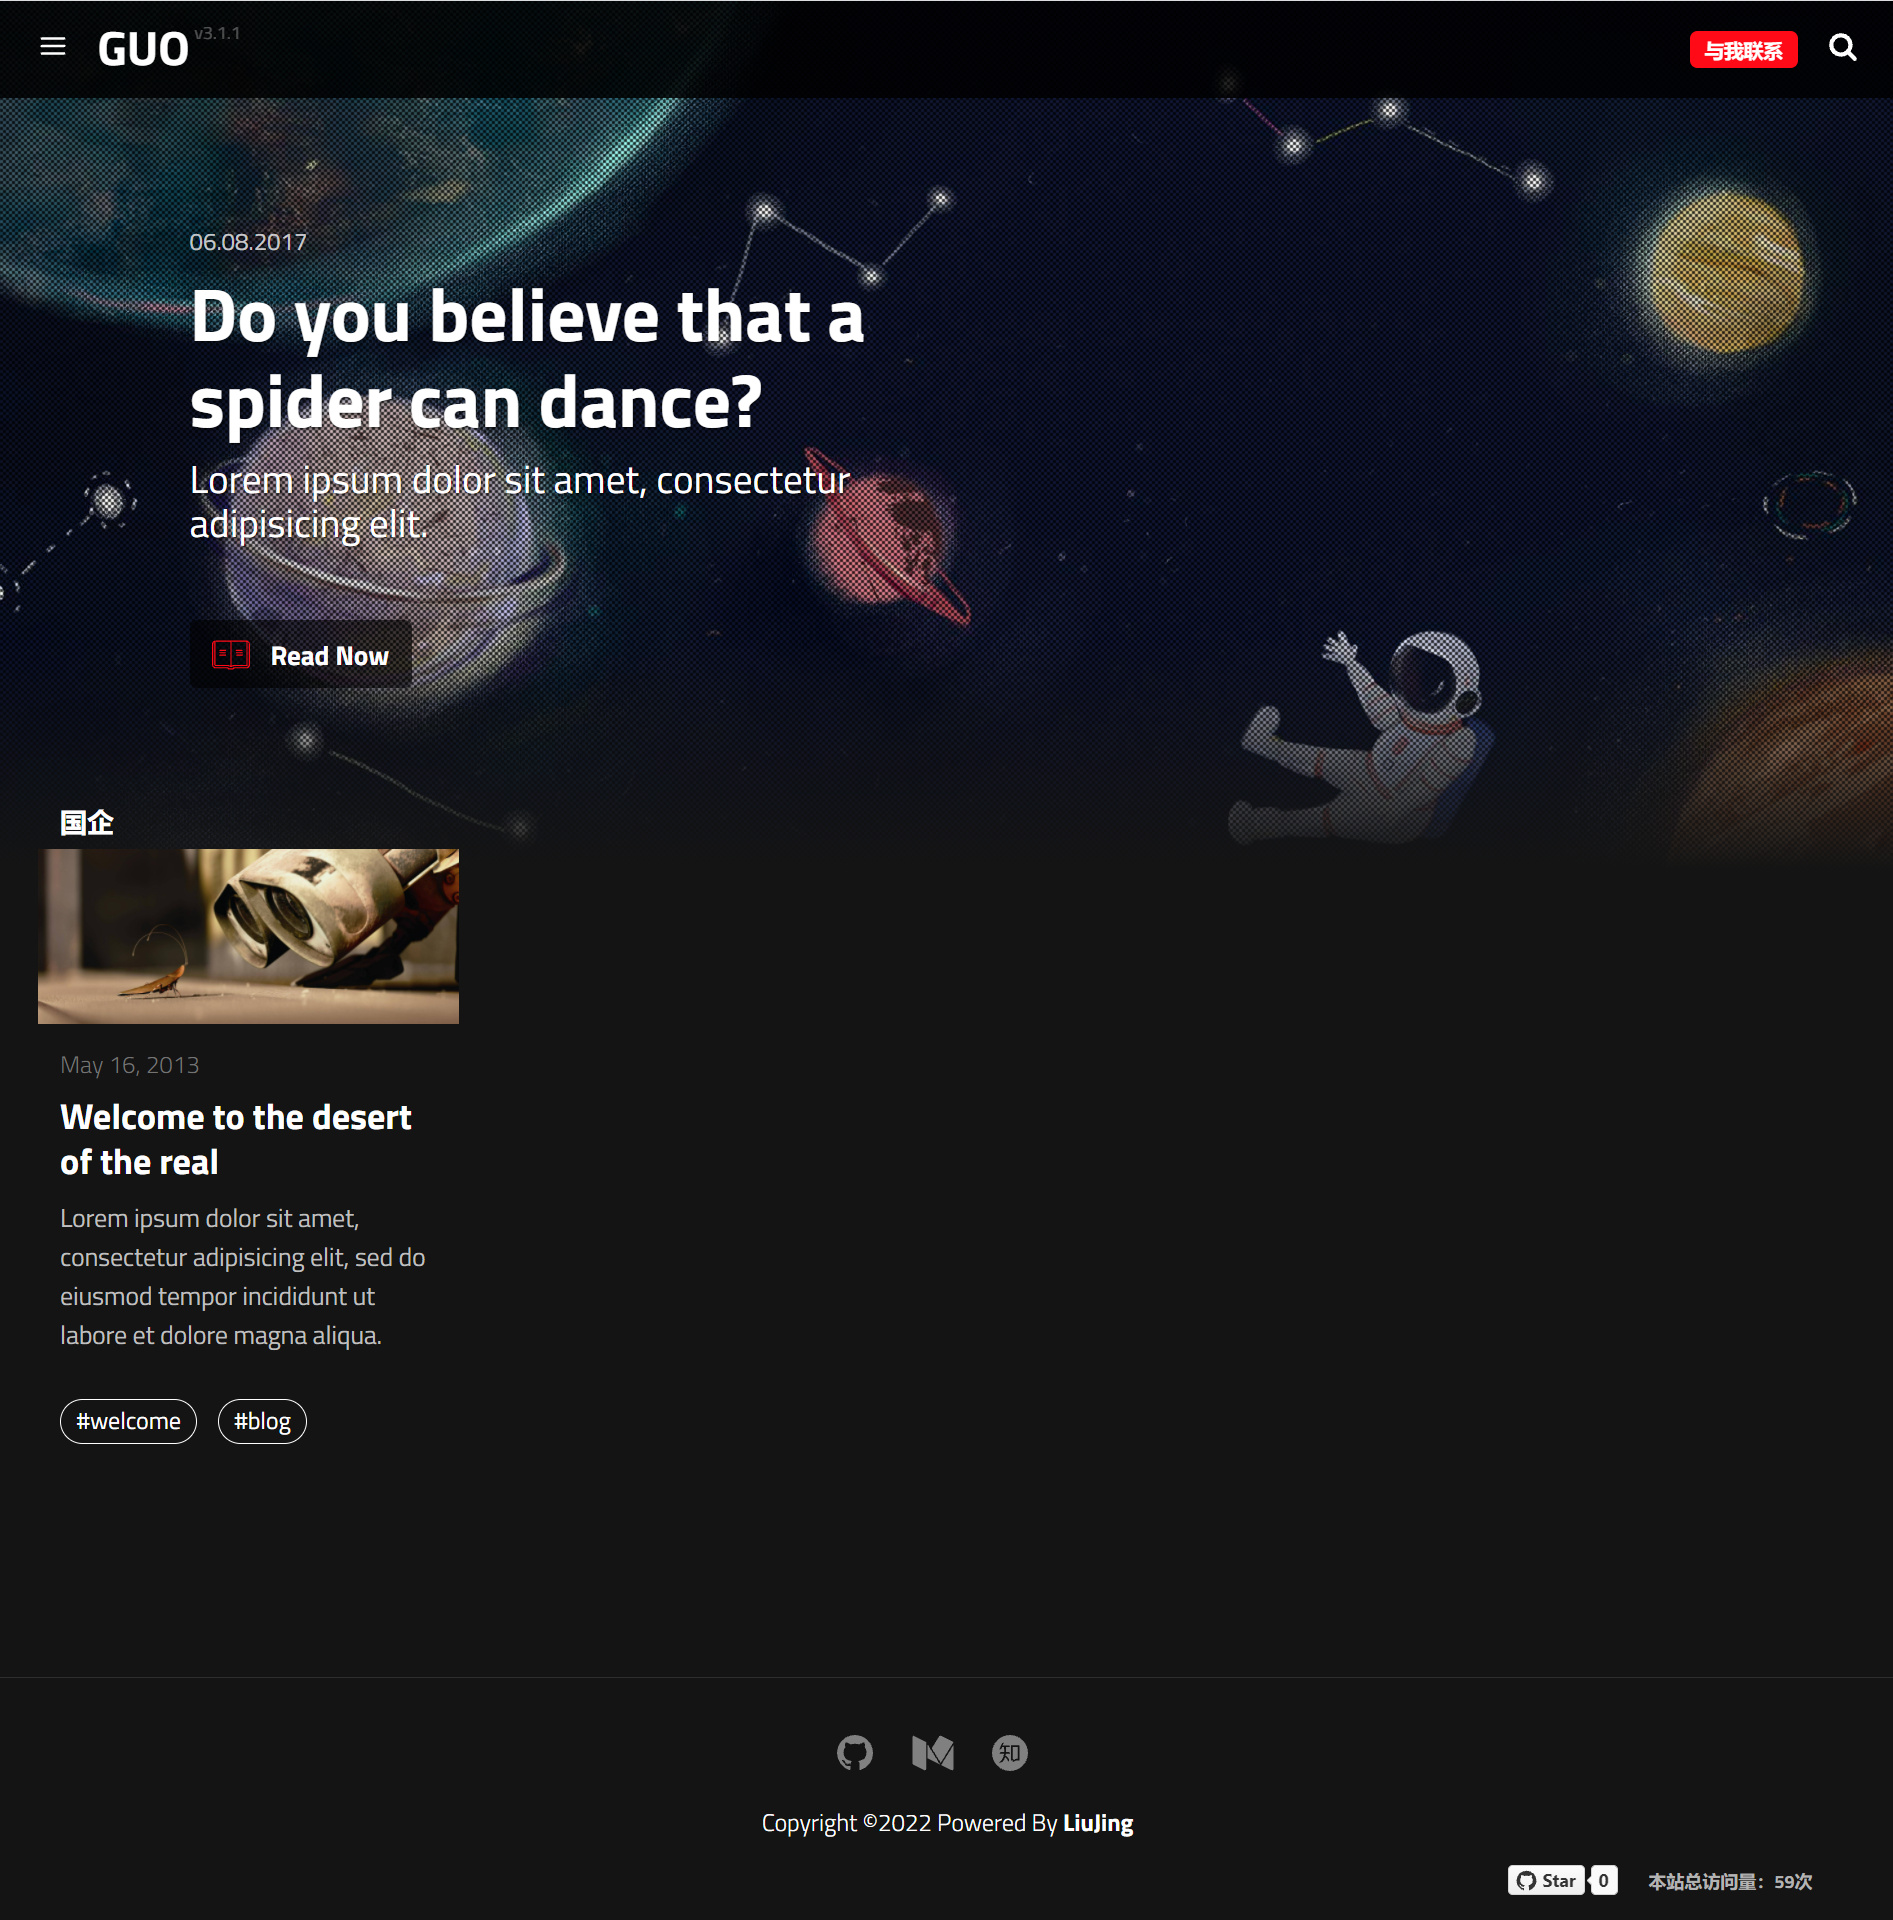 GUO v3.1.1
与我联系
06.08.2017
Do you believe that a
spider can dance?
Lorem ipsum dolor sit amet, consectetur
adipisicing elit.
Read Now
国企
May 16, 2013
Welcome to the desert
of the real
Lorem ipsum dolor sit amet,
consectetur adipisicing elit, sed do
eiusmod tempor incididunt ut
labore et dolore magna aliqua.
#welcome #blog
知
Copyright ©2022 Powered By LiuJing
Star 0 本站总访问量：59次